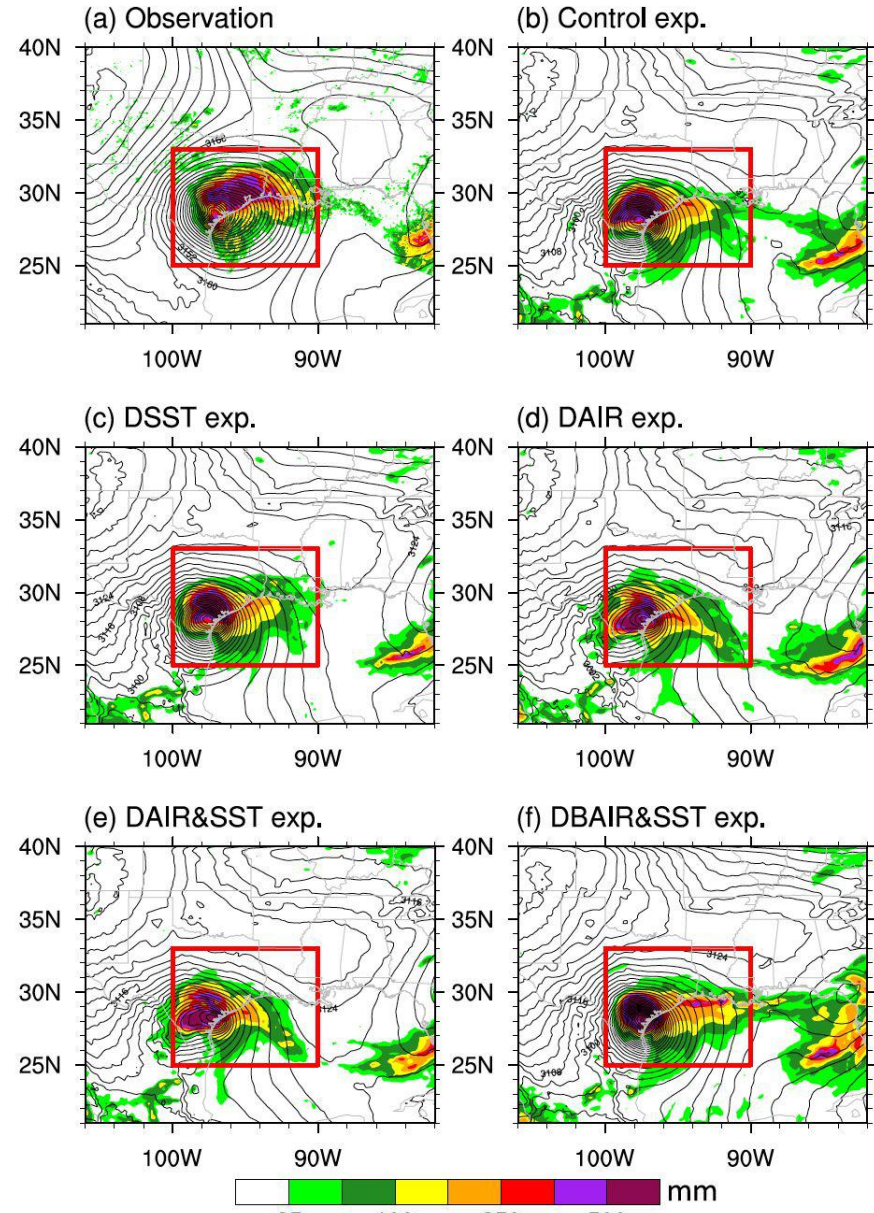 (a) Observation
(b) Control exp.
40N
35N
30N
25N
3160
3160
100W
90W
40N
35N
30N
25N
3108
100W
90W
(c) DSST exp.
(d) DAIR exp.
40N
35N
30N
25N
3124
3108
3116
3100
3124
100W
90W
40N
35N
30N
25N
3116
3092
100W
90W
(e) DAIR&SST exp.
(f) DBAIR&SST exp.
40N
35N
30N
25N
3116
3116
3124
100W
90W
40N
35N
30N
25N
3124
3116
3108
100W
90W
mm